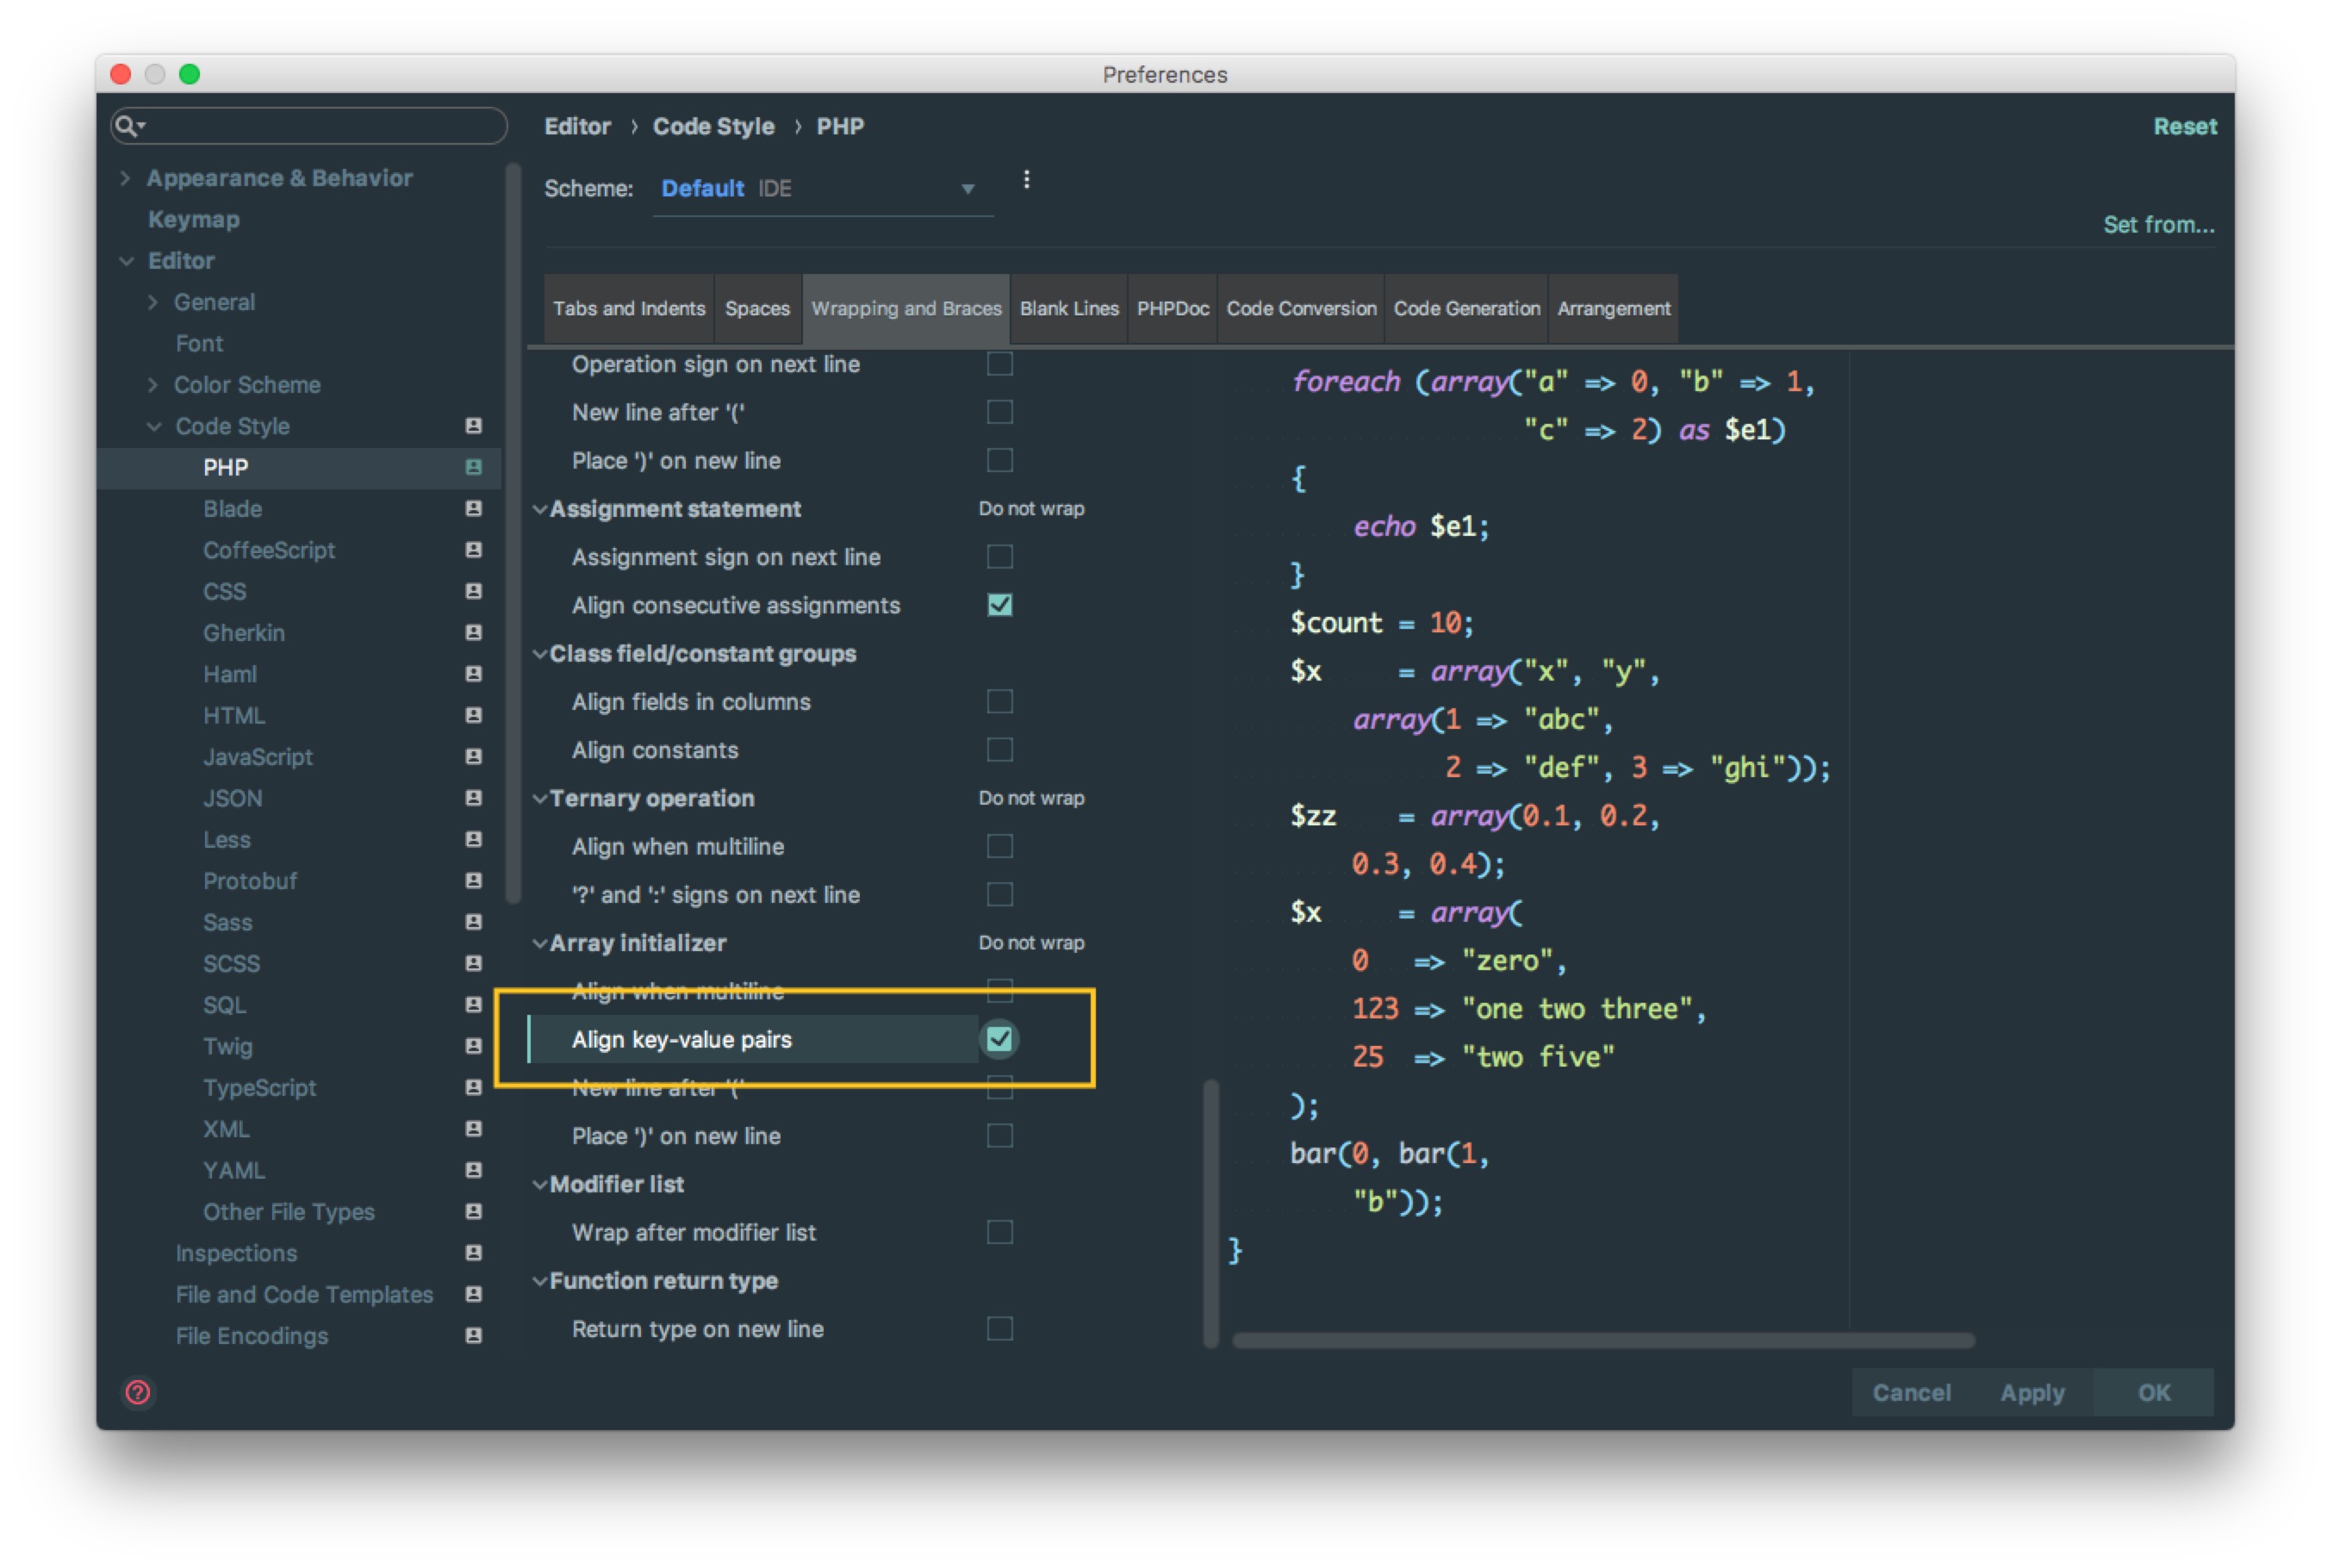 Preferences
Editor › Code Style › PHP
Reset
Scheme: Default IDE
Set from...
Appearance & Behavior
Keymap
Editor
General
Font
Color Scheme
Code Style
PHP
Blade
CoffeeScript
CSS
Gherkin
Haml
HTML
JavaScript
JSON
Less
Protobuf
Sass
SCSS
SQL
Twig
TypeScript
XML
YAML
Other File Types
Inspections
File and Code Templates
File Encodings
Tabs and Indents Spaces Wrapping and Braces Blank Lines PHPDoc Code Conversion Code Generation Arrangement
Operation sign on next line
New line after '('
Place ')' on new line
Assignment statement Do not wrap
Assignment sign on next line
Align consecutive assignments
Class field/constant groups
Align fields in columns
Align constants
Ternary operation Do not wrap
Align when multiline
'?' and ':' signs on next line
Array initializer Do not wrap
Align when multiline
Align key-value pairs
New line after '('
Place ')' on new line
Modifier list
Wrap after modifier list
Function return type
Return type on new line
foreach (array("a" => 0, "b" => 1,
"c" => 2) as $e1)
{
echo $e1;
}
$count = 10;
$x = array("x", "y",
array(1 => "abc",
2 => "def", 3 => "ghi"));
$zz = array(0.1, 0.2,
0.3, 0.4);
$x = array(
0 => "zero",
123 => "one two three",
25 => "two five"
);
bar(0, bar(1,
"b"));
}
?
Cancel Apply OK